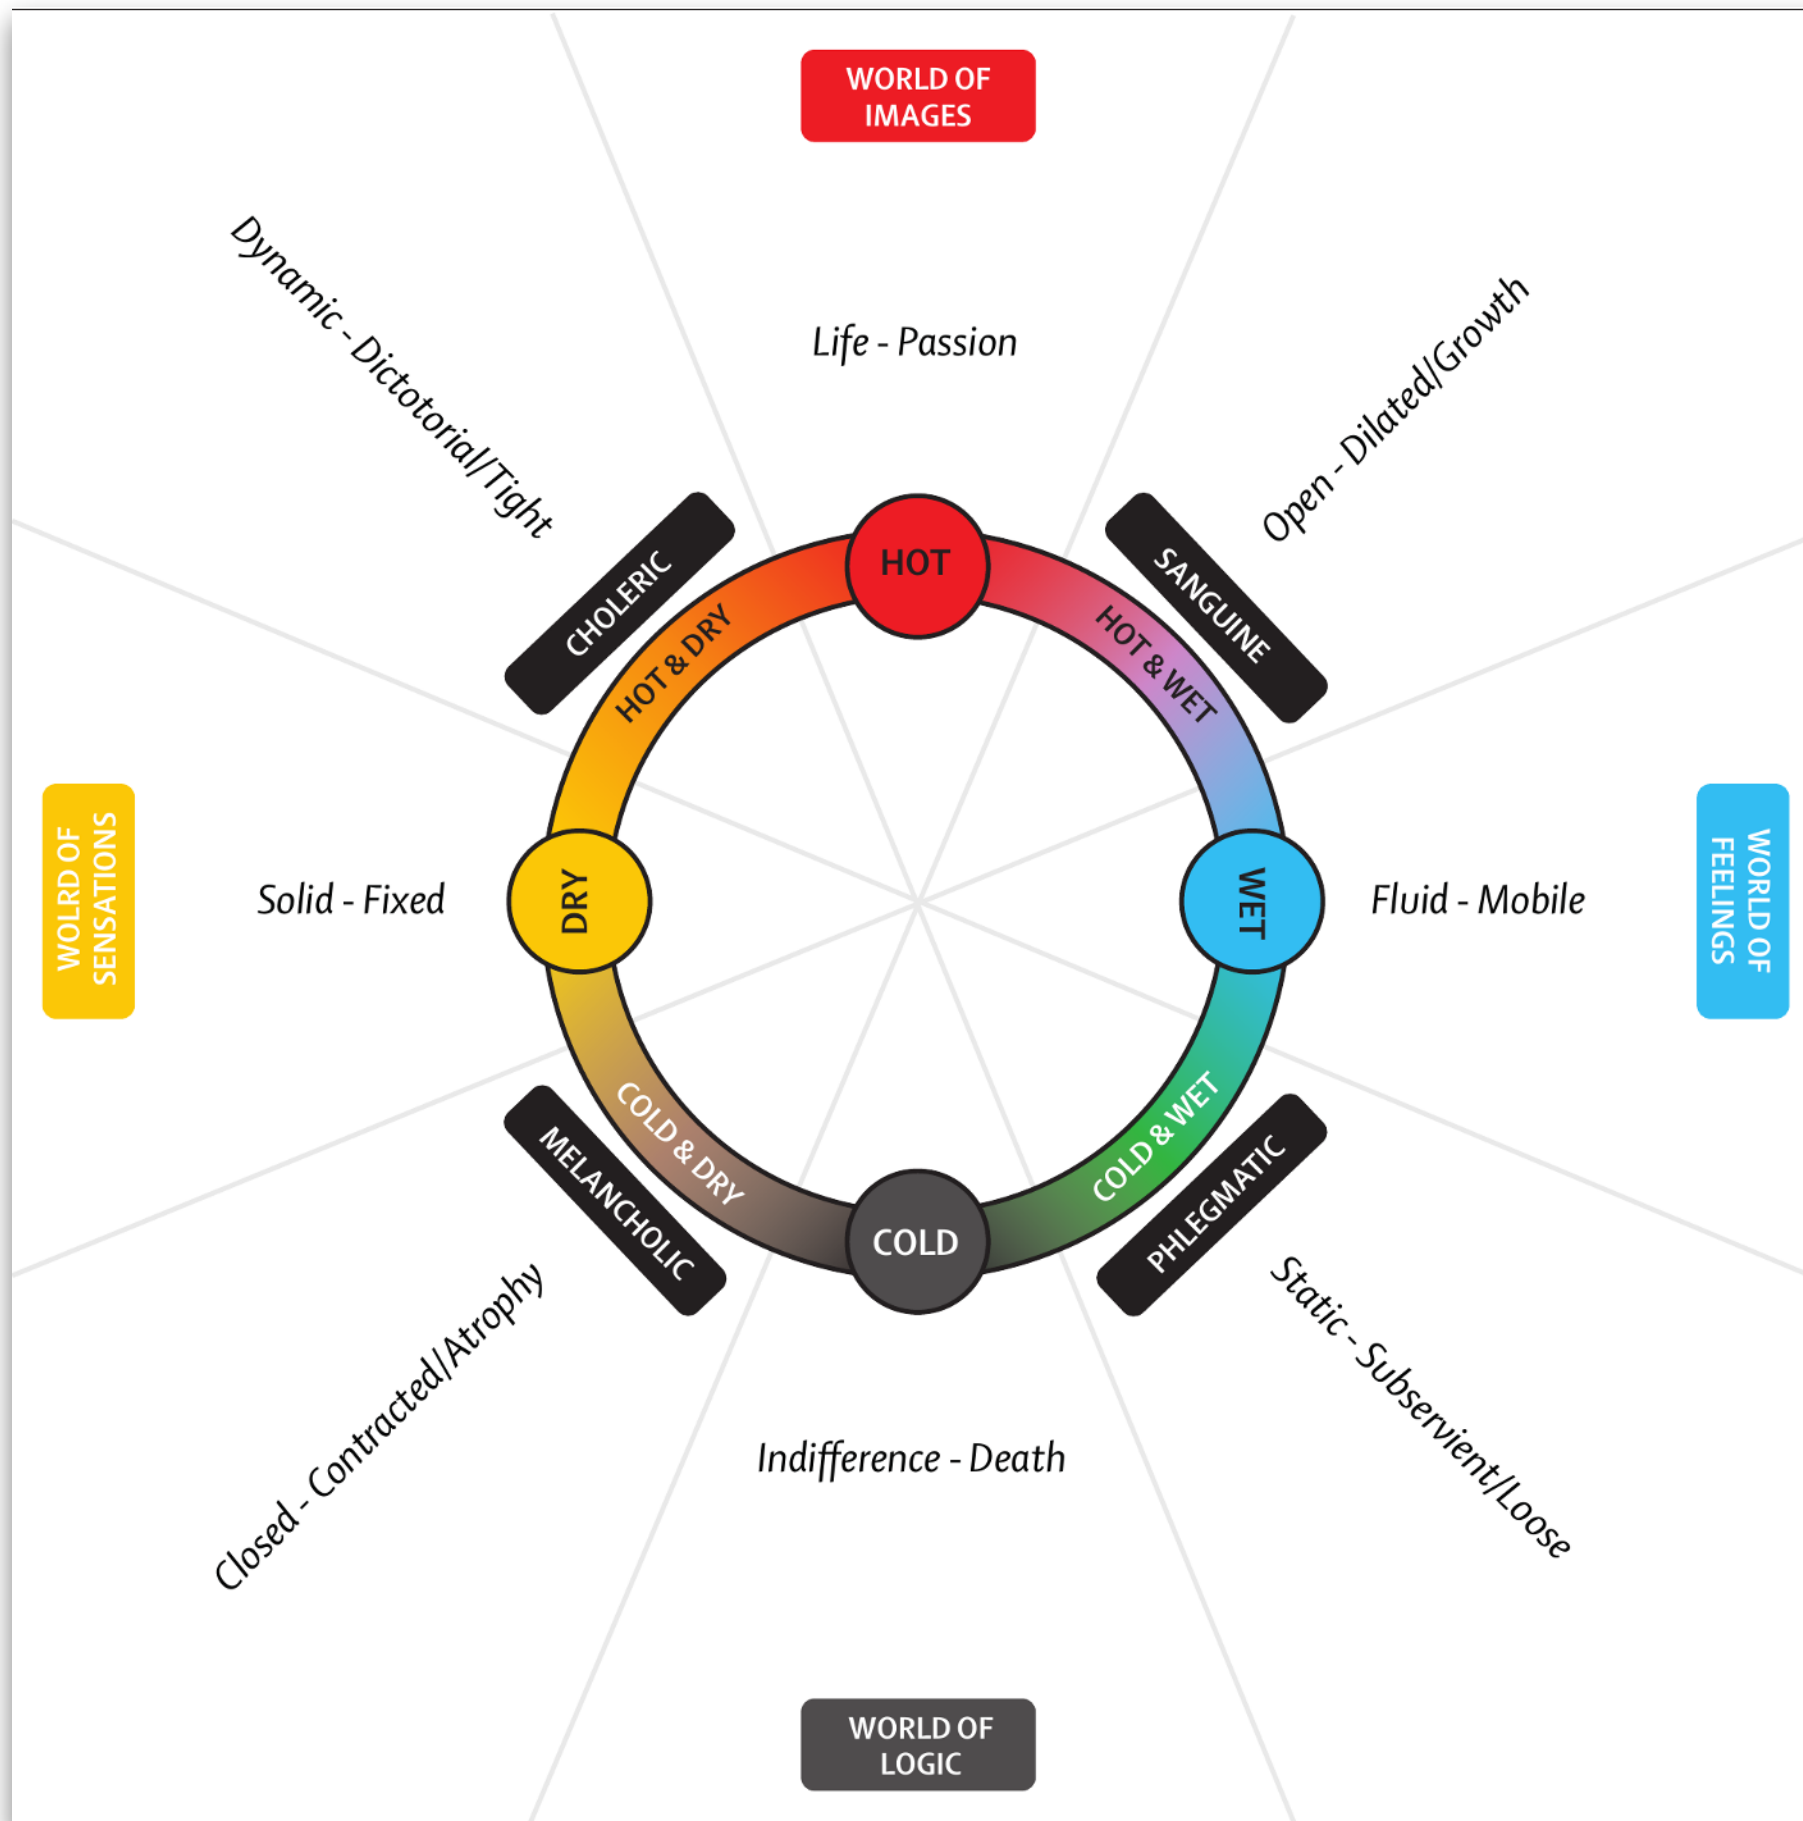 WORLD OF
IMAGES
Dynamic - Dictotorial/Tight
Life - Passion
Open - Dilated/Growth
CHOLERIC
HOT
SANGUINE
HOT & DRY
HOT & WET
WOLRD OF
SENSATIONS
Solid - Fixed
DRY
WET
Fluid - Mobile
WORLD OF
FEELINGS
COLD & DRY
COLD & WET
MELANCHOLIC
COLD
PHLEGMATIC
Closed - Contracted/Atrophy
Indifference - Death
Static - Subservient/Loose
WORLD OF
LOGIC